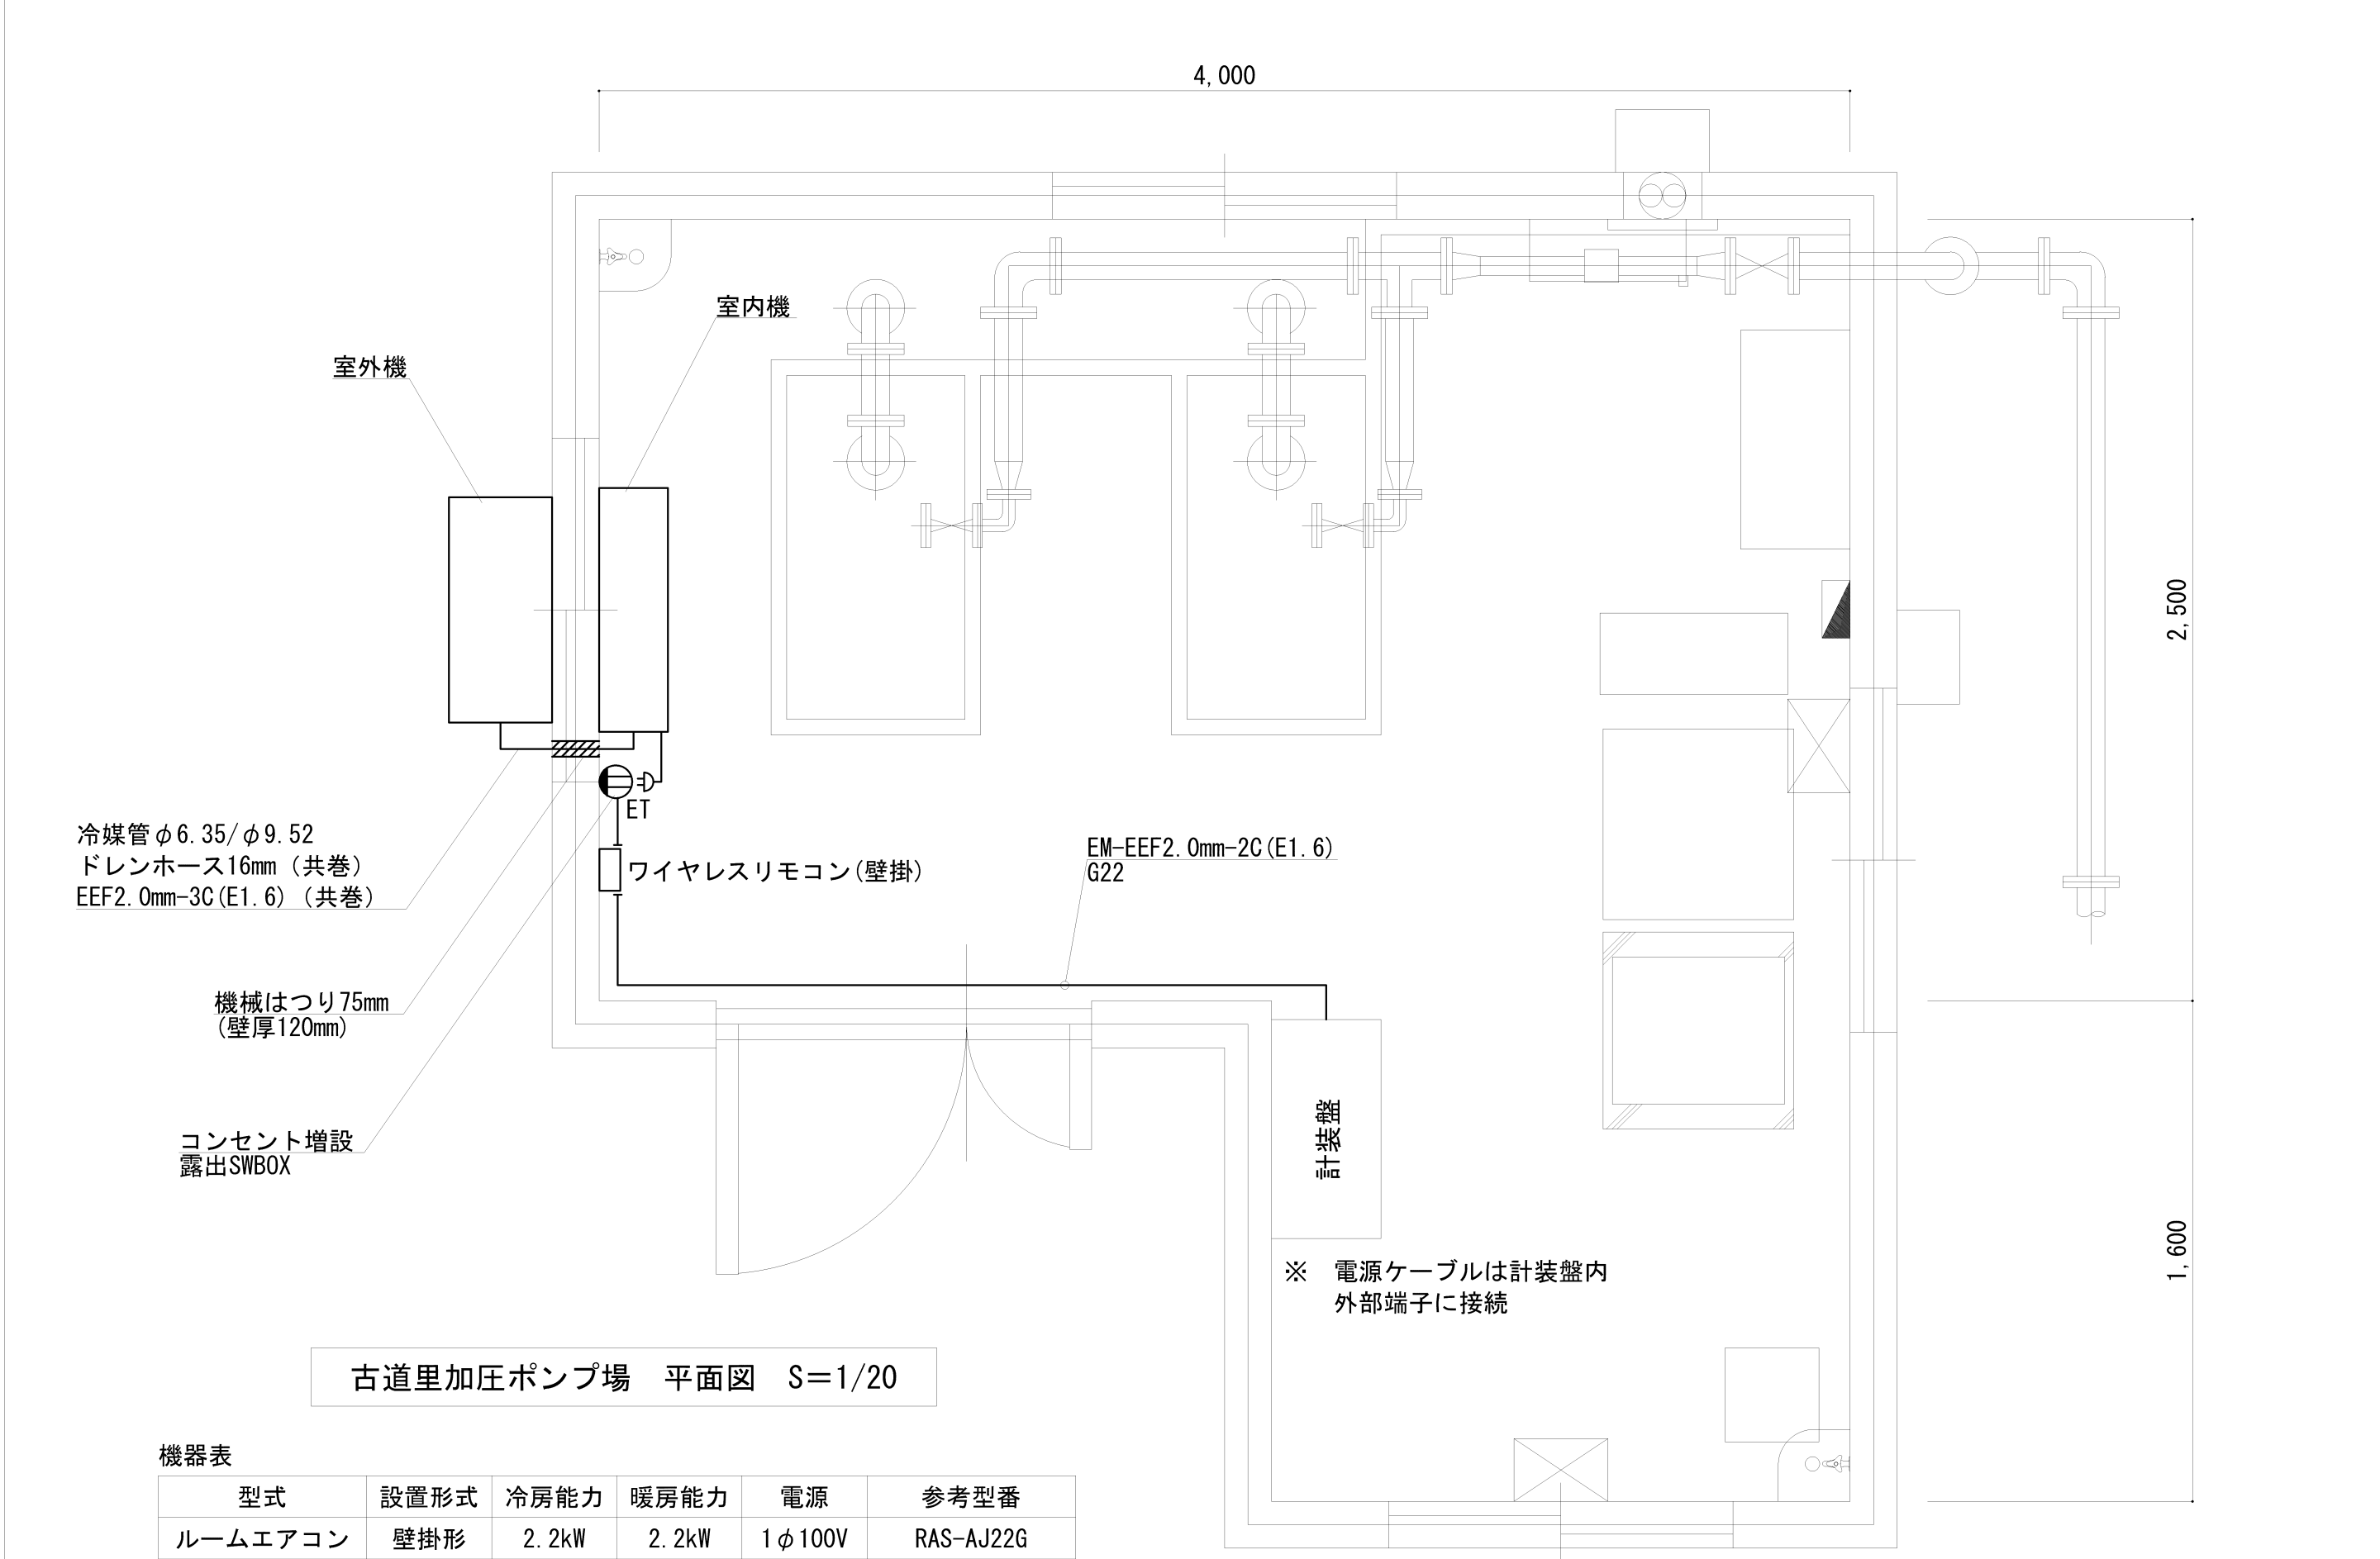 4,000
室内機
室外機
2,500
冷媒管φ6.35/φ9.52
ドレンホース16mm（共巻）
EEF2.0mm-3C(E1.6)（共巻）
ET
ワイヤレスリモコン(壁掛)
EM-EEF2.0mm-2C(E1.6)
G22
機械はつり75mm
(壁厚120mm)
コンセント増設
露出SWBOX
計装盤
1,600
※　電源ケーブルは計装盤内
外部端子に接続
古道里加圧ポンプ場　平面図　S＝1/20
機器表
型式 設置形式 冷房能力 暖房能力 電源 参考型番
ルームエアコン 壁掛形 2.2kW 2.2kW 1φ100V RAS-AJ22G